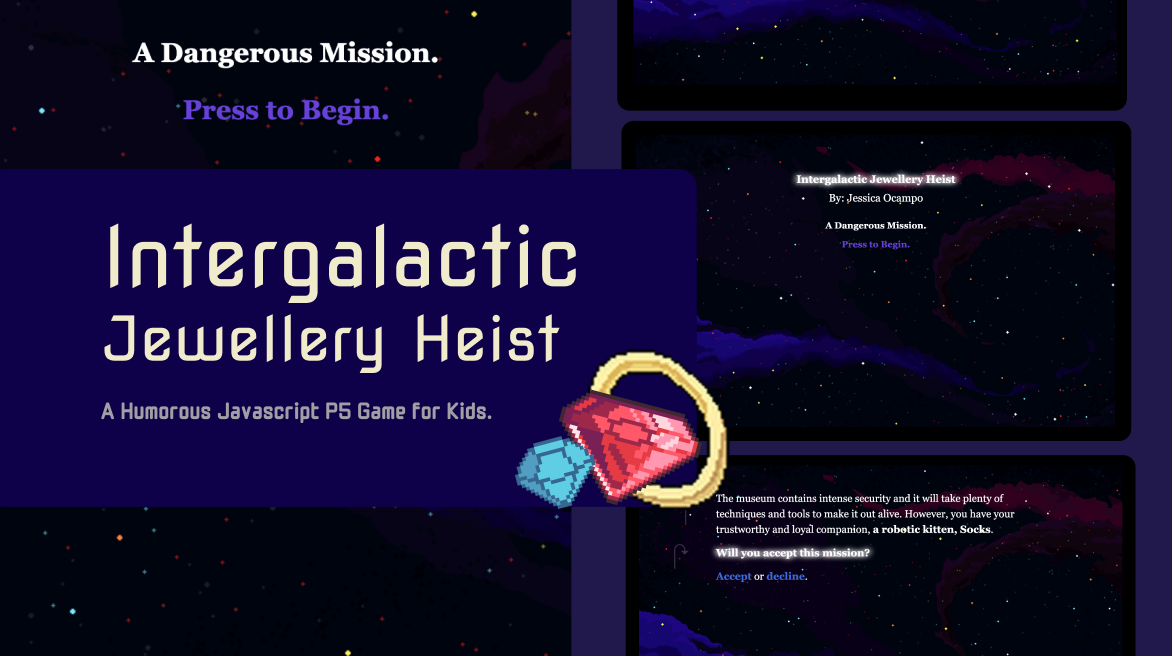 A Dangerous Mission.
Press to Begin.
Intergalactic
Jewellery Heist
A Humorous Javascript P5 Game for Kids.
Intergalactic Jewellery Heist
By: Jessica Ocampo
A Dangerous Mission.
Press to Begin.
The museum contains intense security and it will take plenty of
techniques and tools to make it out alive. However, you have your
trustworthy and loyal companion, a robotic kitten, Socks.
Will you accept this mission?
Accept or decline.